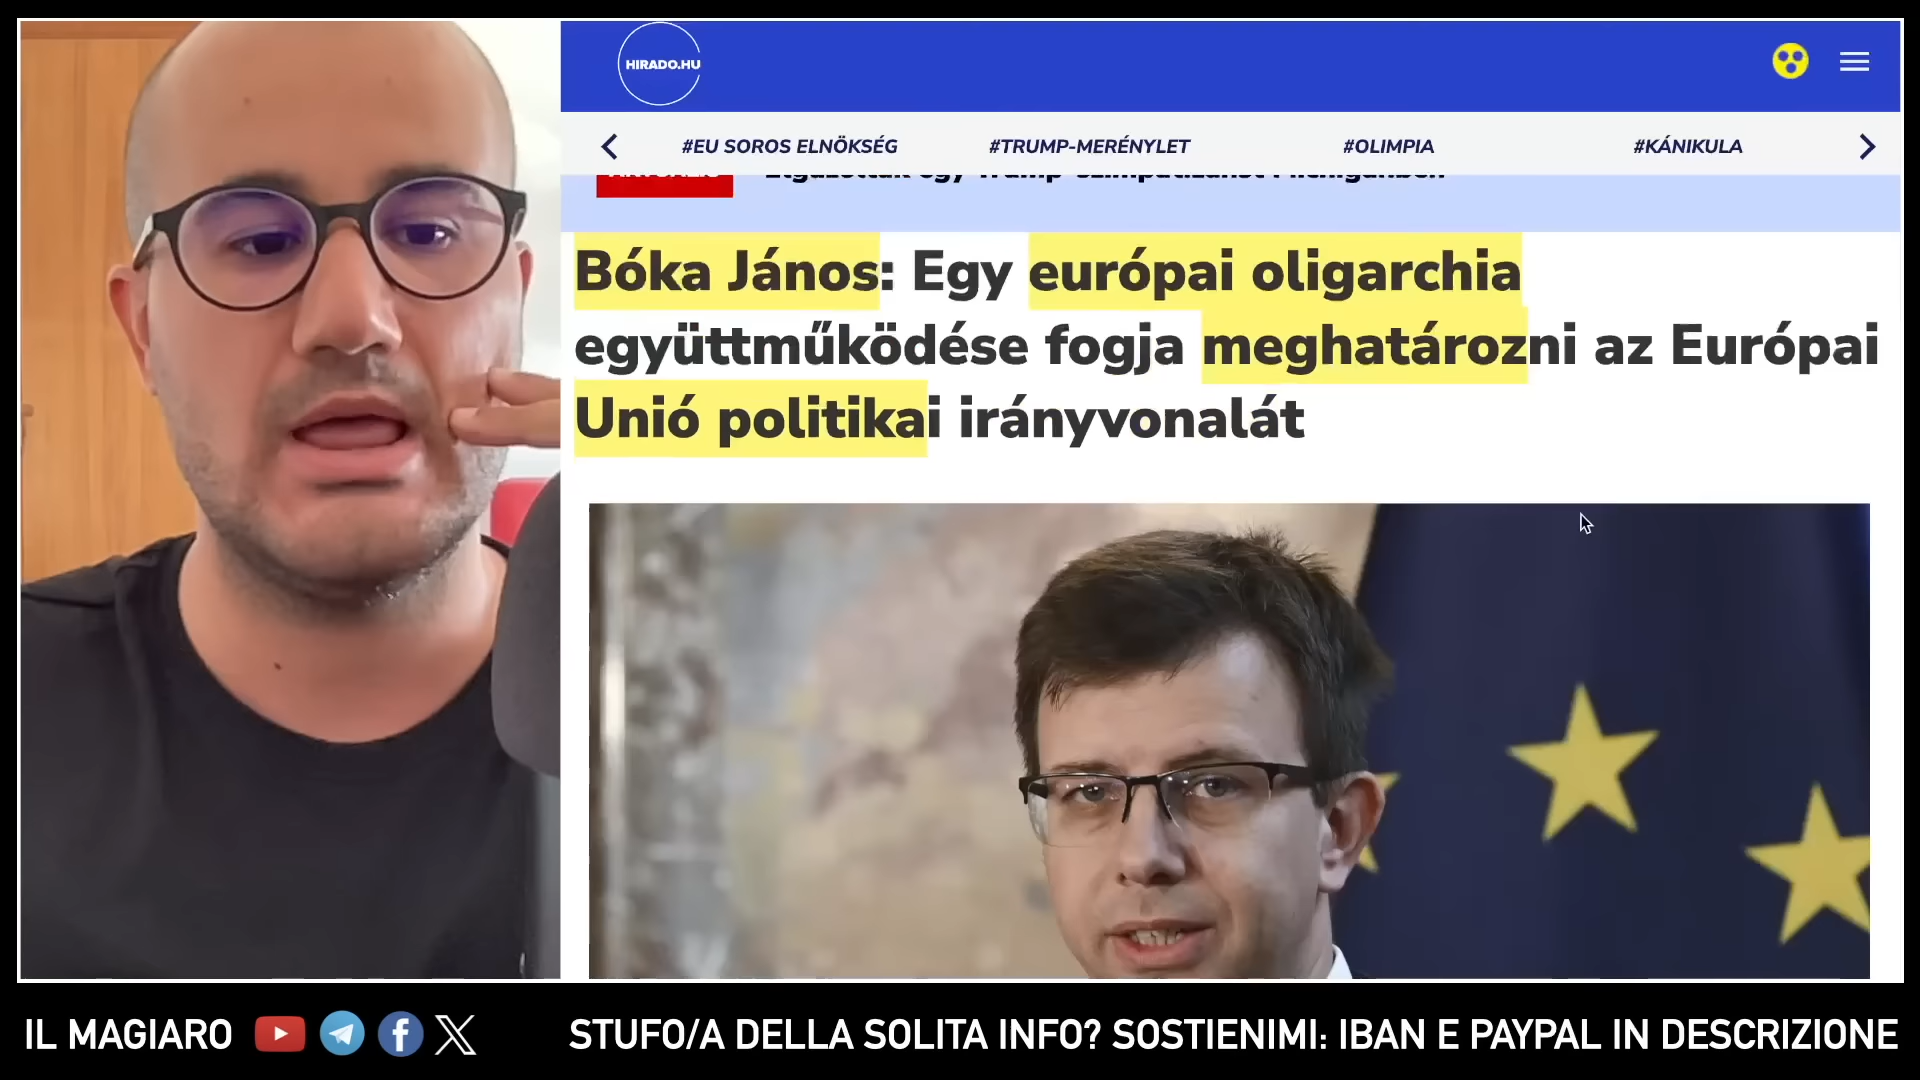 HIRADO.HU
#EU SOROS ELNÖKSÉG
#TRUMP-MERÉNYLET
#OLIMPIA
#KÁNIKULA
Bóka János: Egy európai oligarchia
együttműködése fogja meghatározni az Európai
Unió politikai irányvonalát
IL MAGIARO
STUFO/A DELLA SOLITA INFO? SOSTIENIMI: IBAN E PAYPAL IN DESCRIZIONE